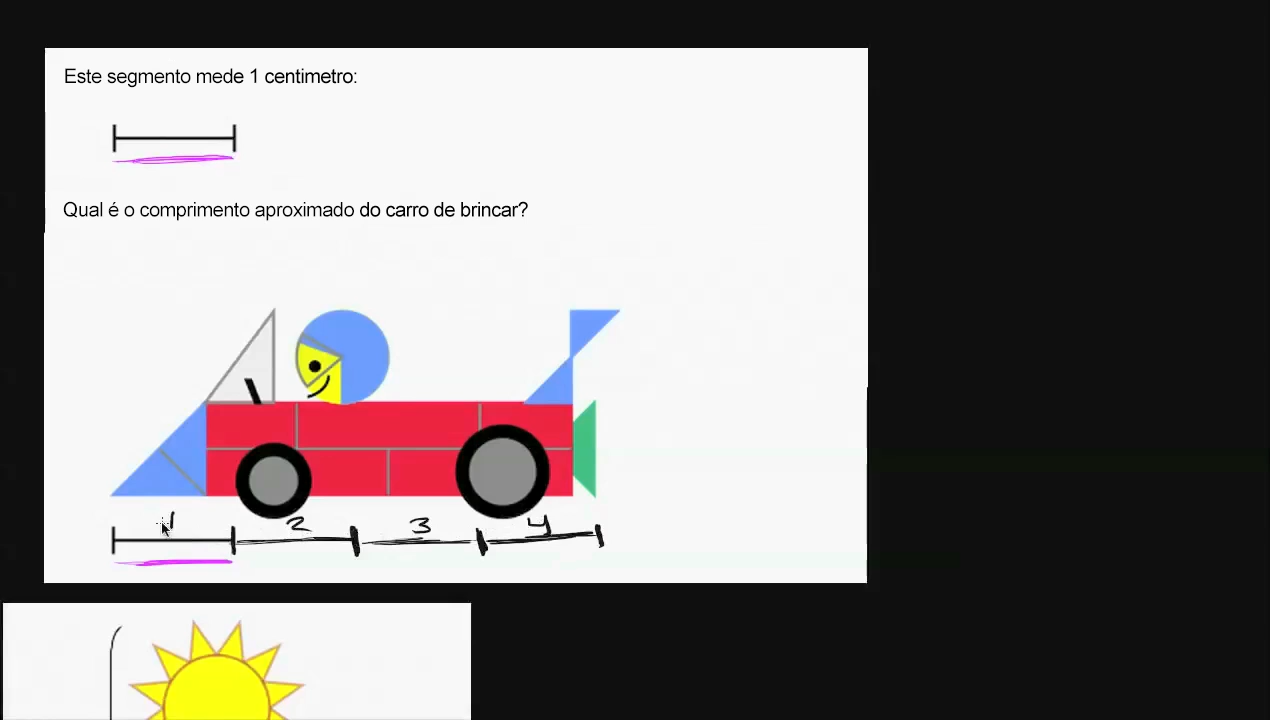 Este segmento mede 1 centimetro:
Qual é o comprimento aproximado do carro de brincar?
1 2 3 4